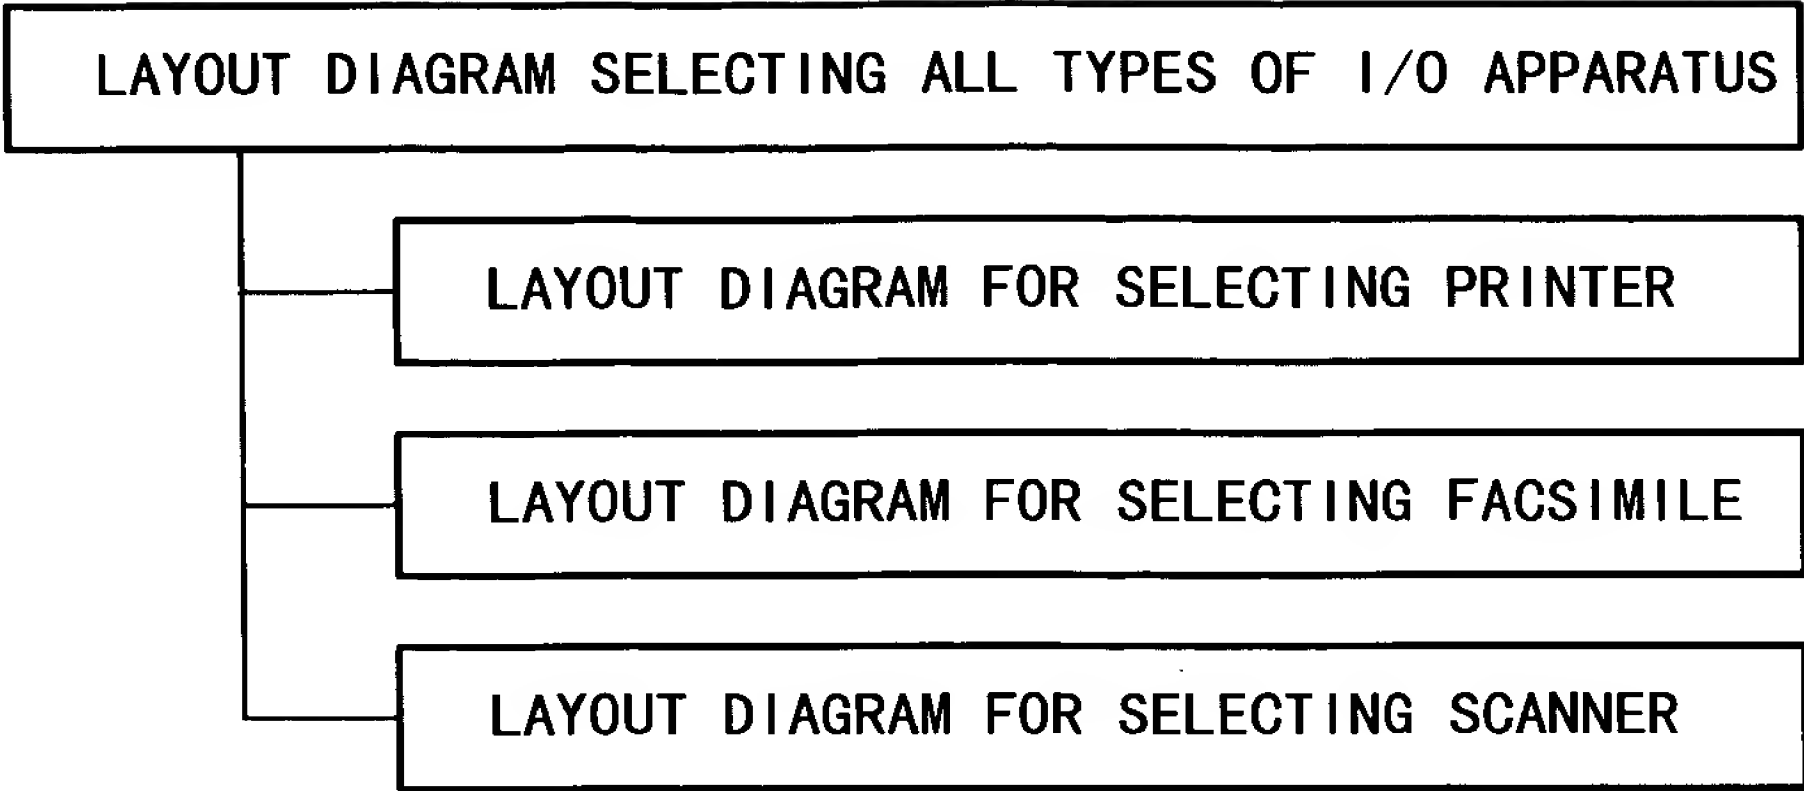 LAYOUT DIAGRAM SELECTING ALL TYPES OF I/O APPARATUS
LAYOUT DIAGRAM FOR SELECTING PRINTER
LAYOUT DIAGRAM FOR SELECTING FACSIMILE
LAYOUT DIAGRAM FOR SELECTING SCANNER